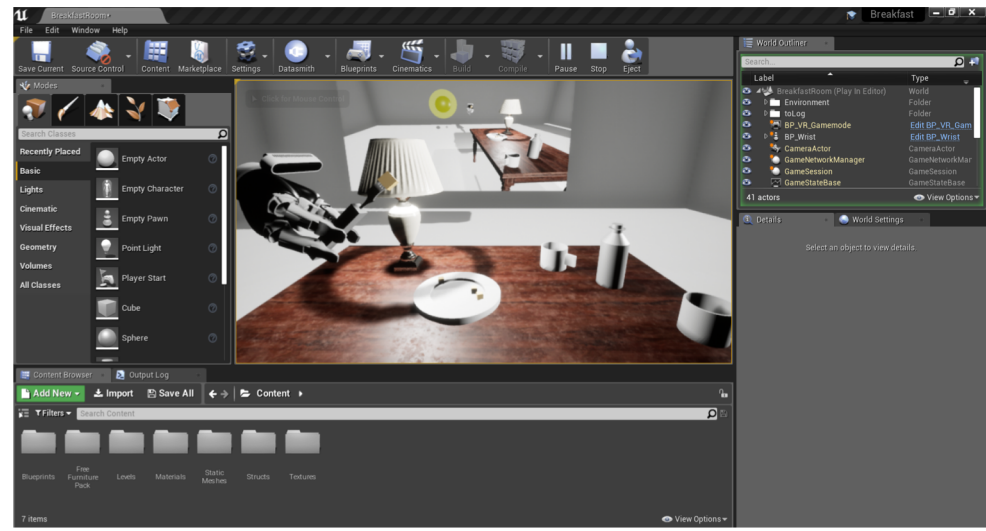 BreakfastRoom•
Breakfast
File Edit Window Help
Save Current Source Control Content Marketplace Settings Datasmith Blueprints Cinematics Build Compile Pause Stop Eject
Modes
Search Classes
Recently Placed
Basic
Lights
Cinematic
Visual Effects
Geometry
Volumes
All Classes
Empty Actor
Empty Character
Empty Pawn
Point Light
Player Start
Cube
Sphere
Click for Mouse Control
World Outliner
Search...
Label Type
BreakfastRoom (Play In Editor) World
Environment Folder
toLog Folder
BP_VR_Gamemode Edit BP_VR_Gam
BP_Wrist Edit BP_Wrist
CameraActor CameraActor
GameNetworkManager GameNetworkMar
GameSession GameSession
GameStateBase GameStateBase
41 actors View Options
Details World Settings
Select an object to view details.
Content Browser Output Log
Add New Import Save All Content
Filters Search Content
Blueprints
Free Furniture Pack
Levels
Materials
Static Meshes
Structs
Textures
7 items View Options